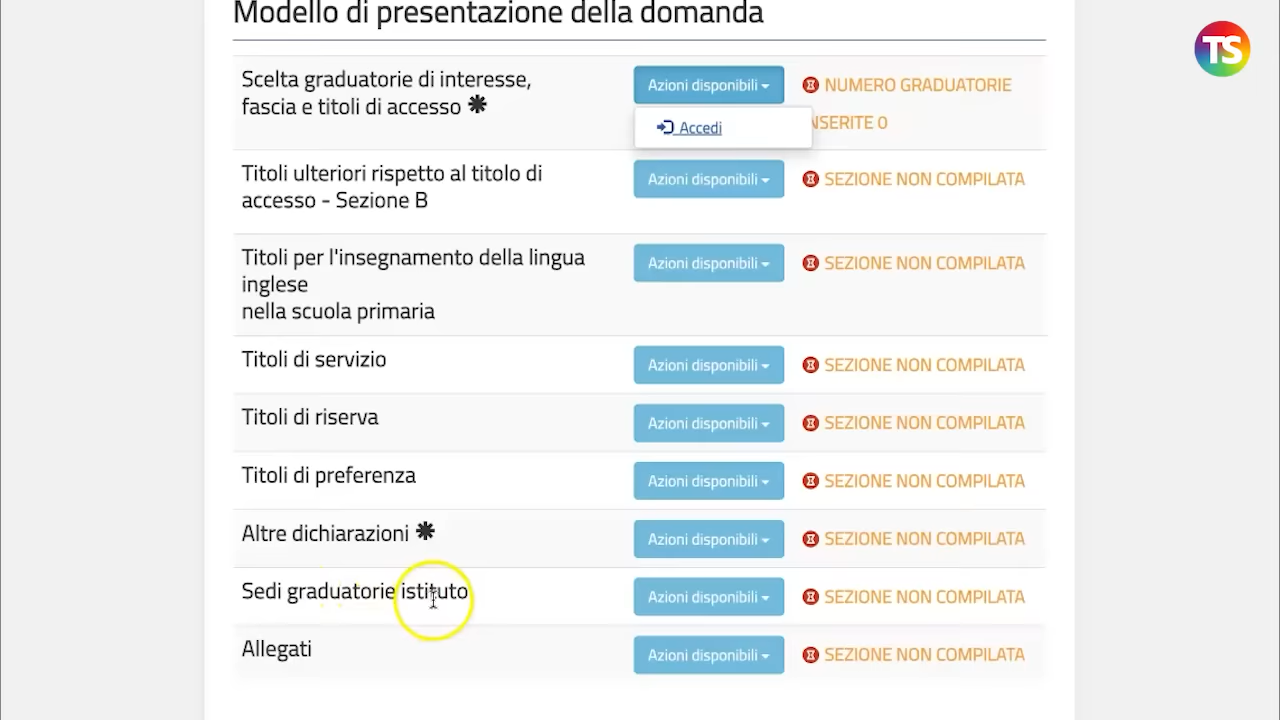 Modello di presentazione della domanda
TS
Scelta graduatorie di interesse,
fascia e titoli di accesso ✱
Azioni disponibili
NUMERO GRADUATORIE
NSERITE 0
Accedi
Titoli ulteriori rispetto al titolo di
accesso - Sezione B
Azioni disponibili
SEZIONE NON COMPILATA
Titoli per l'insegnamento della lingua
inglese
nella scuola primaria
Azioni disponibili
SEZIONE NON COMPILATA
Titoli di servizio
Azioni disponibili
SEZIONE NON COMPILATA
Titoli di riserva
Azioni disponibili
SEZIONE NON COMPILATA
Titoli di preferenza
Azioni disponibili
SEZIONE NON COMPILATA
Altre dichiarazioni ✱
Azioni disponibili
SEZIONE NON COMPILATA
Sedi graduatorie istituto
Azioni disponibili
SEZIONE NON COMPILATA
Allegati
Azioni disponibili
SEZIONE NON COMPILATA